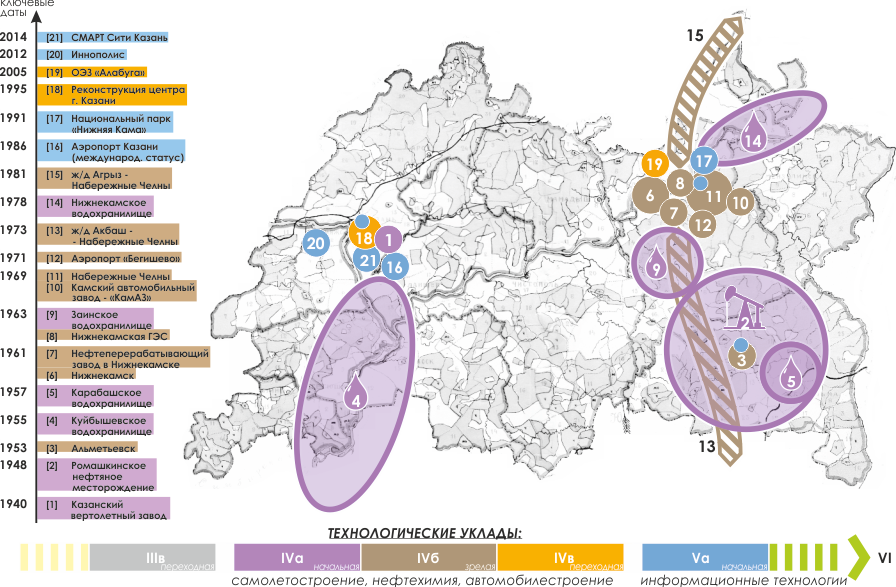 ключевые
даты
2014 [21] СМАРТ Сити Казань
2012 [20] Иннополис
2005 [19] ОЭЗ «Алабуга»
1995 [18] Реконструкция центра
г. Казани
1991 [17] Национальный парк
«Нижняя Кама»
1986 [16] Аэропорт Казани
(международ. статус)
1981 [15] ж/д Агрыз -
Набережные Челны
1978 [14] Нижнекамское
водохранилище
1973 [13] ж/д Акбаш -
- Набережные Челны
1971 [12] Аэропорт «Бегишево»
1969 [11] Набережные Челны
[10] Камский автомобильный
завод - «КамАЗ»
1963 [9] Заинское
водохранилище
[8] Нижнекамская ГЭС
1961 [7] Нефтеперерабатывающий
завод в Нижнекамске
[6] Нижнекамск
1957 [5] Карабашское
водохранилище
1955 [4] Куйбышевское
водохранилище
1953 [3] Альметьевск
1948 [2] Ромашкинское
нефтяное
месторождение
1940 [1] Казанский
вертолетный завод
15
14
19
17
8
6
11
10
7
12
18
1
20
21
16
9
2
3
5
4
13
ТЕХНОЛОГИЧЕСКИЕ УКЛАДЫ:
IIIв переходная
IVа начальная
IVб зрелая
IVв переходная
Vа начальная
VI
самолетостроение, нефтехимия, автомобилестроение
информационные технологии